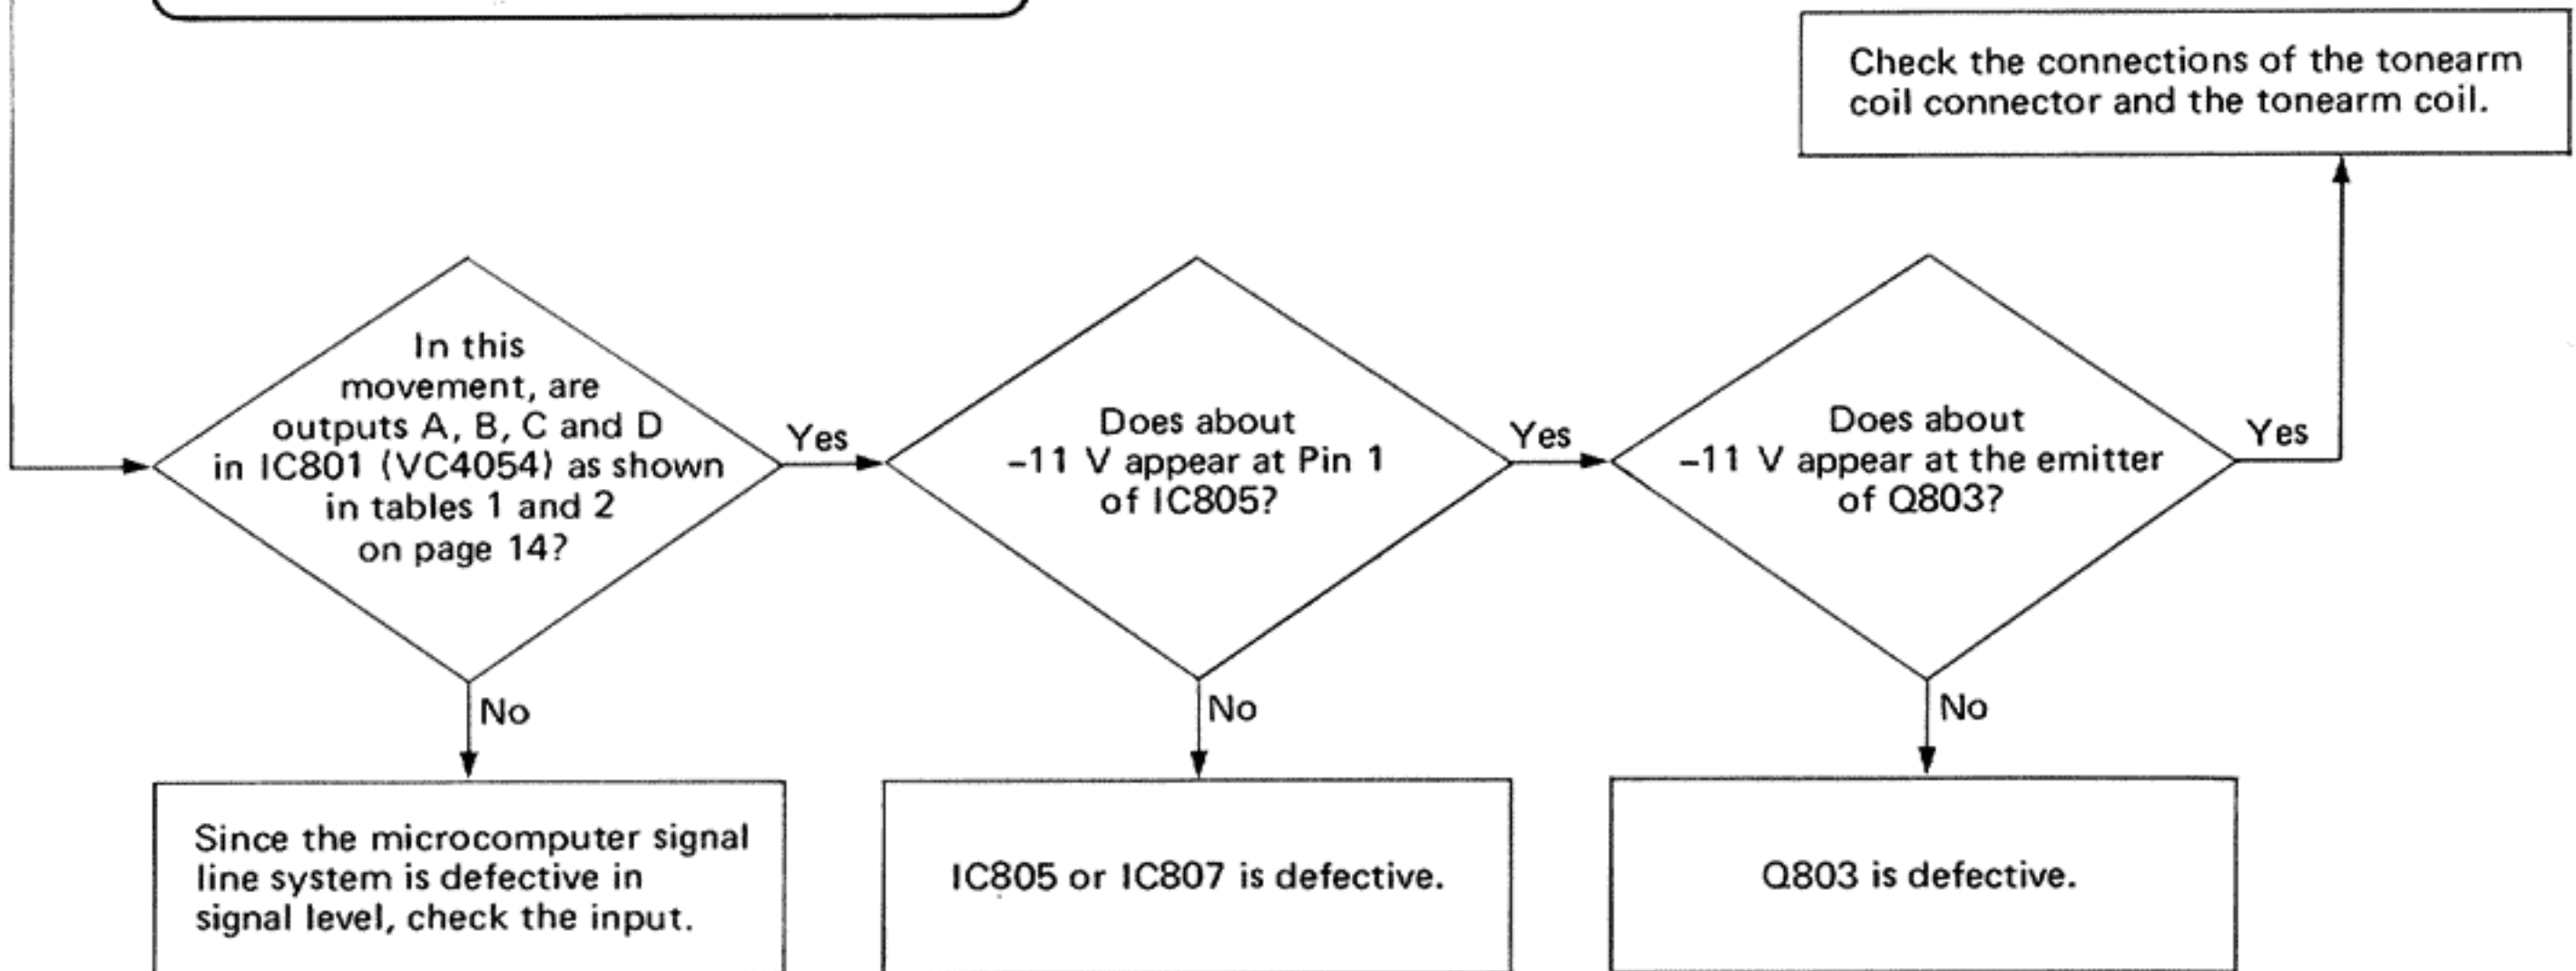 Check the connections of the tonearm
coil connector and the tonearm coil.
In this
movement, are
outputs A, B, C and D
in IC801 (VC4054) as shown
in tables 1 and 2
on page 14?
Yes
Does about
-11 V appear at Pin 1
of IC805?
Yes
Does about
-11 V appear at the emitter
of Q803?
Yes
No
No
No
Since the microcomputer signal
line system is defective in
signal level, check the input.
IC805 or IC807 is defective.
Q803 is defective.